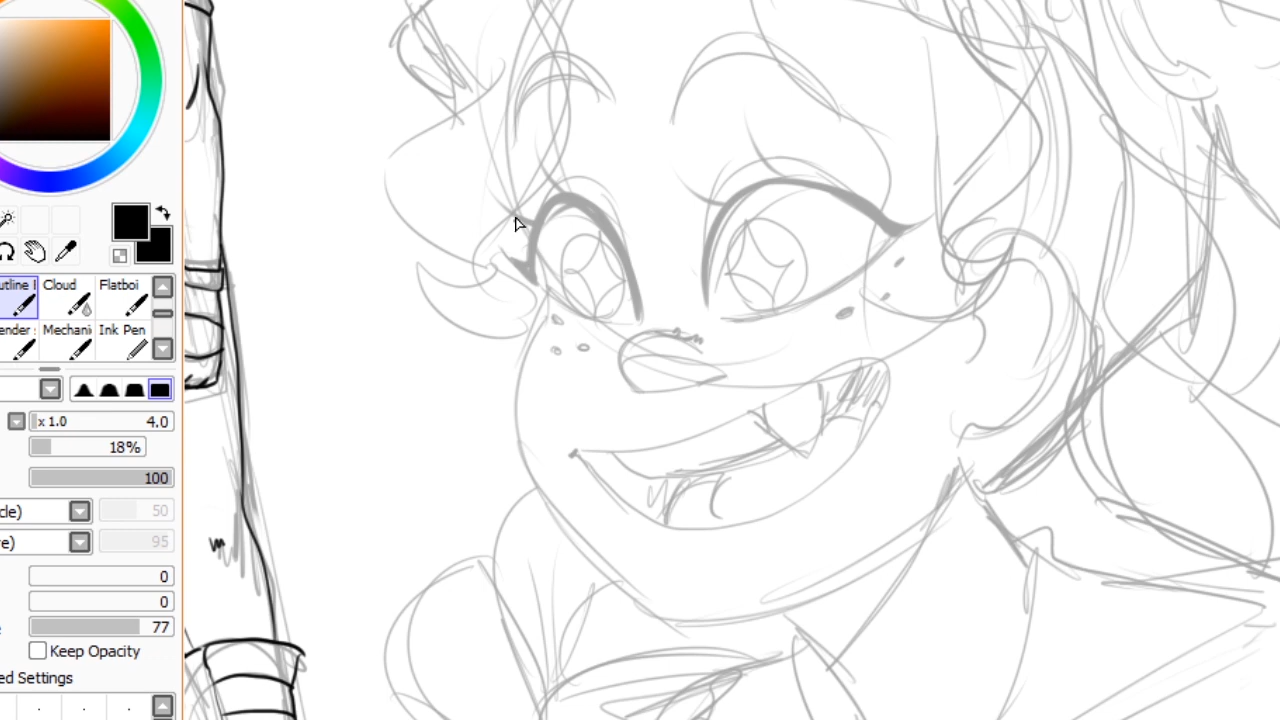 utline Cloud Flatboi
ender Mechani Ink Pen
x 1.0 4.0
18%
100
cle) 50
e) 95
0
0
77
Keep Opacity
ed Settings